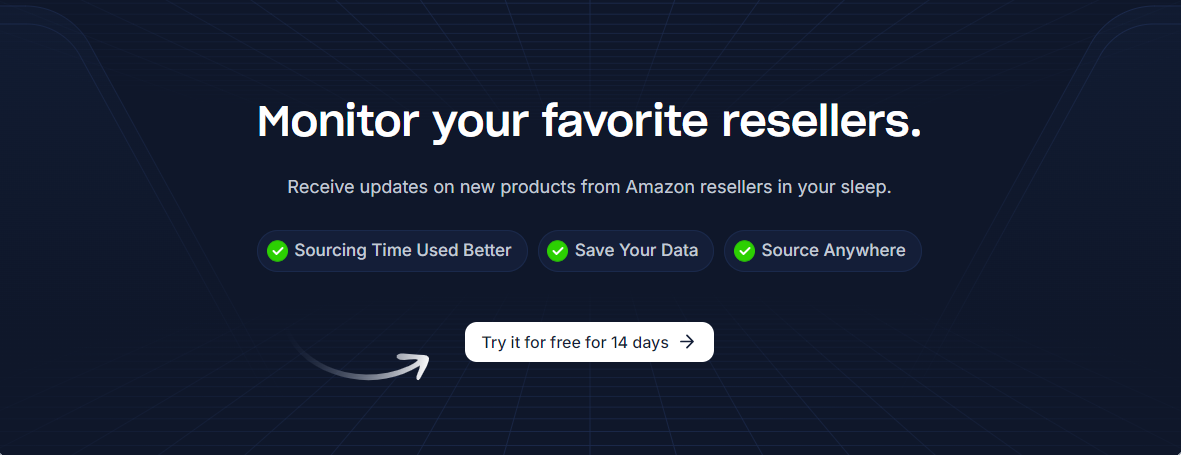 Monitor your favorite resellers.
Receive updates on new products from Amazon resellers in your sleep.
Sourcing Time Used Better
Save Your Data
Source Anywhere
Try it for free for 14 days